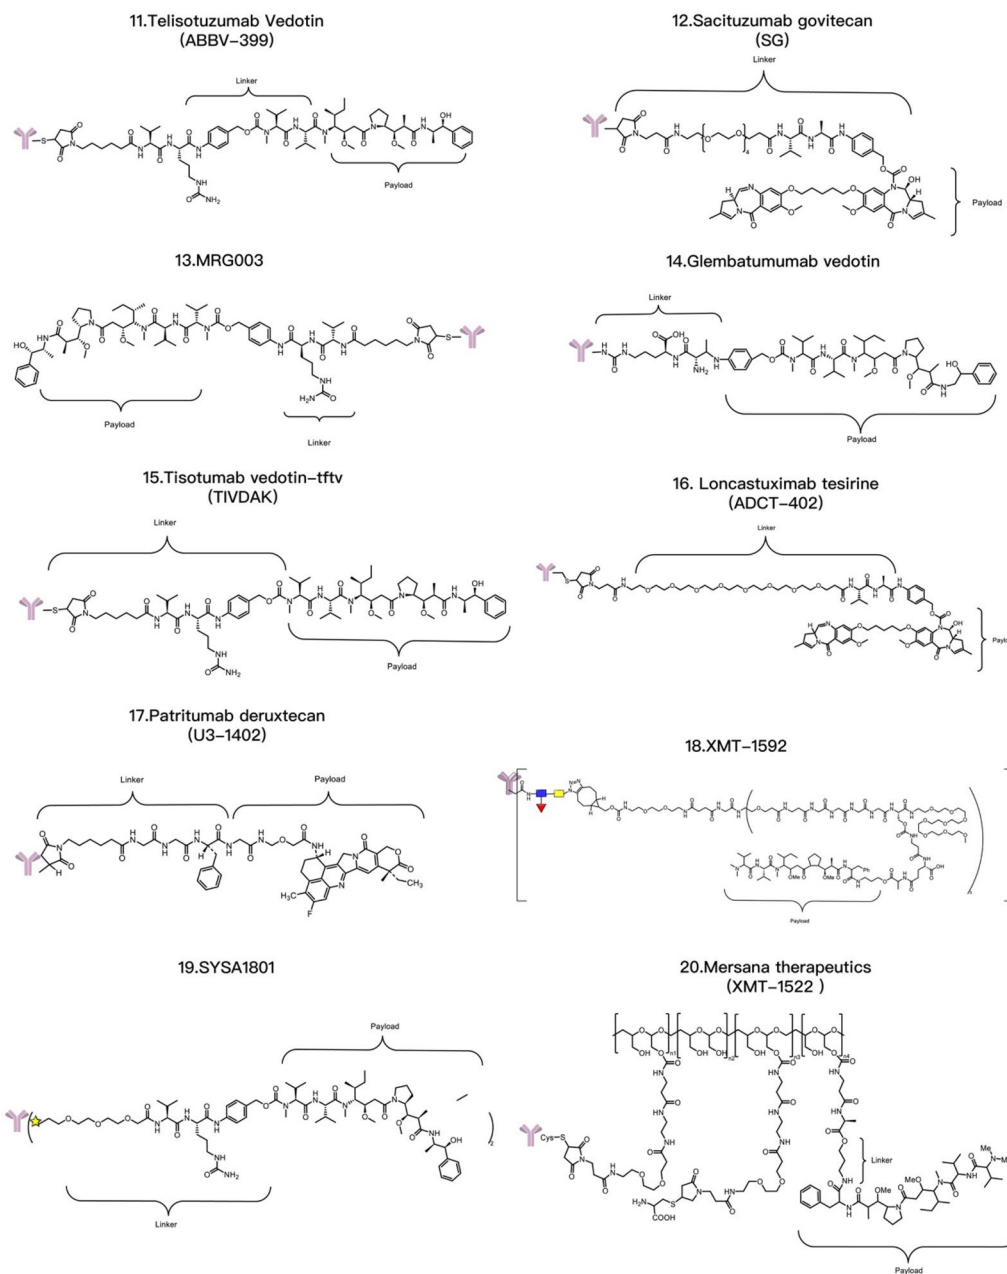 11.Telisotuzumab Vedotin
(ABBV-399)
Linker
Payload
12.Sacituzumab govitecan
(SG)
Linker
Payload
13.MRG003
Payload
Linker
14.Glembatumumab vedotin
Linker
Payload
15.Tisotumab vedotin-tftv
(TIVDAK)
Linker
Payload
16. Loncastuximab tesirine
(ADCT-402)
Linker
Paylo
17.Patritumab deruxtecan
(U3-1402)
Linker
Payload
18.XMT-1592
Payload
19.SYSA1801
Payload
Linker
20.Mersana therapeutics
(XMT-1522 )
Linker
Payload